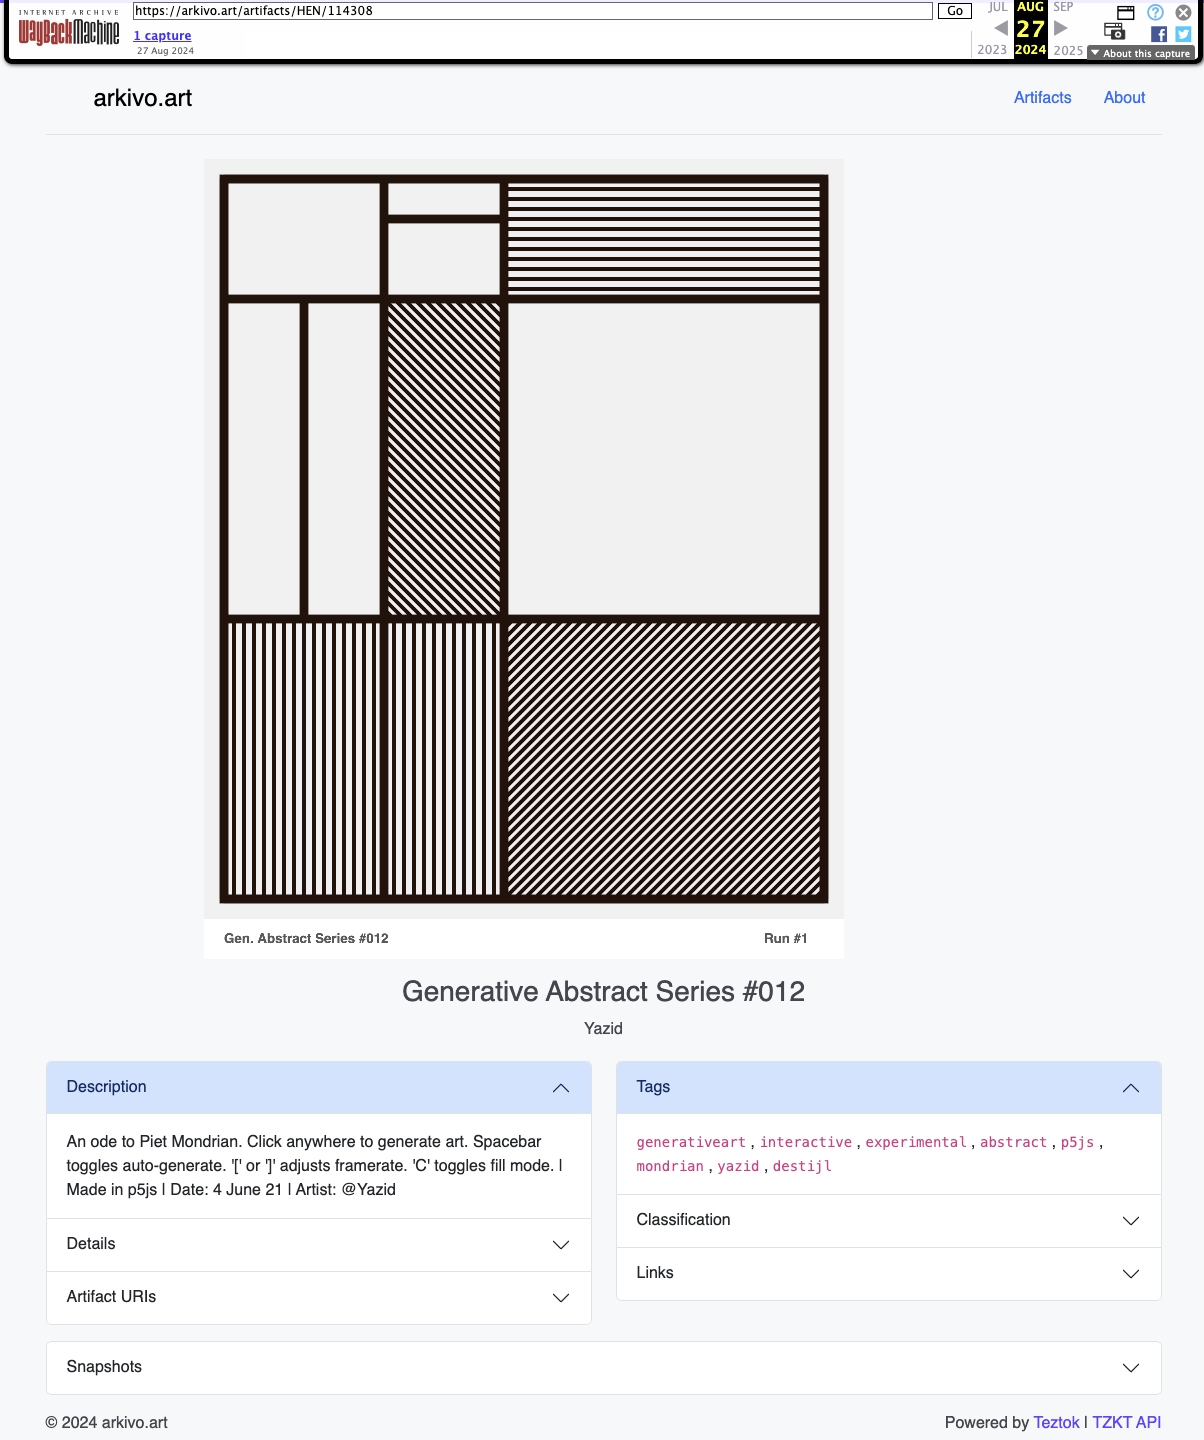 INTERNET ARCHIVE
WayBackMachine
https://arkivo.art/artifacts/HEN/114308
Go
1 capture
27 Aug 2024
JUL AUG SEP
27
2023 2024 2025
About this capture
arkivo.art
Artifacts About
Gen. Abstract Series #012 Run #1
Generative Abstract Series #012
Yazid
Description
An ode to Piet Mondrian. Click anywhere to generate art. Spacebar
toggles auto-generate. '[' or ']' adjusts framerate. 'C' toggles fill mode. |
Made in p5js | Date: 4 June 21 | Artist: @Yazid
Details
Artifact URIs
Tags
generativeart , interactive , experimental , abstract , p5js ,
mondrian , yazid , destijl
Classification
Links
Snapshots
© 2024 arkivo.art
Powered by Teztok | TZKT API